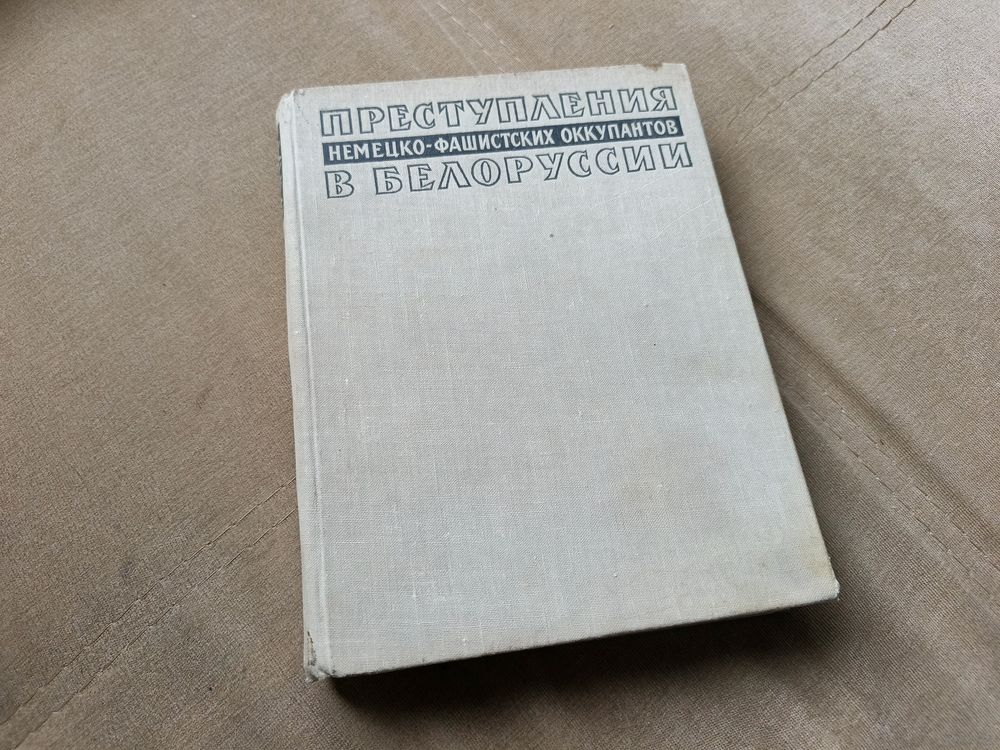 ПРЕСТУПЛЕНИЯ
НЕМЕЦКО-ФАШИСТСКИХ ОККУПАНТОВ
В БЕЛОРУССИИ